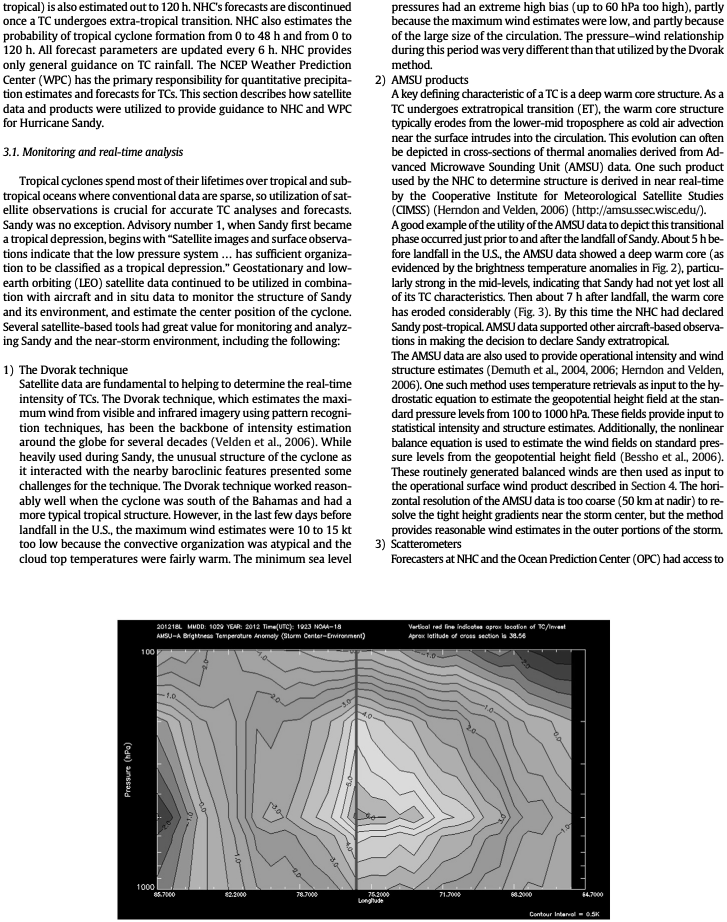 tropical) is also estimated out to 120 h. NHC's forecasts are discontinued
once a TC undergoes extra-tropical transition. NHC also estimates the
probability of tropical cyclone formation from 0 to 48 h and from 0 to
120 h. All forecast parameters are updated every 6 h. NHC provides
only general guidance on TC rainfall. The NCEP Weather Prediction
Center (WPC) has the primary responsibility for quantitative precipita-
tion estimates and forecasts for TCs. This section describes how satellite
data and products were utilized to provide guidance to NHC and WPC
for Hurricane Sandy.
3.1. Monitoring and real-time analysis
Tropical cyclones spend most of their lifetimes over tropical and sub-
tropical oceans where conventional data are sparse, so utilization of sat-
ellite observations is crucial for accurate TC analyses and forecasts.
Sandy was no exception. Advisory number 1, when Sandy first became
a tropical depression, begins with "Satellite images and surface observa-
tions indicate that the low pressure system … has sufficient organiza-
tion to be classified as a tropical depression." Geostationary and low-
earth orbiting (LEO) satellite data continued to be utilized in combina-
tion with aircraft and in situ data to monitor the structure of Sandy
and its environment, and estimate the center position of the cyclone.
Several satellite-based tools had great value for monitoring and analyz-
ing Sandy and the near-storm environment, including the following:
1) The Dvorak technique
Satellite data are fundamental to helping to determine the real-time
intensity of TCs. The Dvorak technique, which estimates the maxi-
mum wind from visible and infrared imagery using pattern recogni-
tion techniques, has been the backbone of intensity estimation
around the globe for several decades (Velden et al., 2006). While
heavily used during Sandy, the unusual structure of the cyclone as
it interacted with the nearby baroclinic features presented some
challenges for the technique. The Dvorak technique worked reason-
ably well when the cyclone was south of the Bahamas and had a
more typical tropical structure. However, in the last few days before
landfall in the U.S., the maximum wind estimates were 10 to 15 kt
too low because the convective organization was atypical and the
cloud top temperatures were fairly warm. The minimum sea level
pressures had an extreme high bias (up to 60 hPa too high), partly
because the maximum wind estimates were low, and partly because
of the large size of the circulation. The pressure–wind relationship
during this period was very different than that utilized by the Dvorak
method.
2) AMSU products
A key defining characteristic of a TC is a deep warm core structure. As a
TC undergoes extratropical transition (ET), the warm core structure
typically erodes from the lower-mid troposphere as cold air advection
near the surface intrudes into the circulation. This evolution can often
be depicted in cross-sections of thermal anomalies derived from Ad-
vanced Microwave Sounding Unit (AMSU) data. One such product
used by the NHC to determine structure is derived in near real-time
by the Cooperative Institute for Meteorological Satellite Studies
(CIMSS) (Herndon and Velden, 2006) (http://amsu.ssec.wisc.edu/).
A good example of the utility of the AMSU data to depict this transitional
phase occurred just prior to and after the landfall of Sandy. About 5 h be-
fore landfall in the U.S., the AMSU data showed a deep warm core (as
evidenced by the brightness temperature anomalies in Fig. 2), particu-
larly strong in the mid-levels, indicating that Sandy had not yet lost all
of its TC characteristics. Then about 7 h after landfall, the warm core
has eroded considerably (Fig. 3). By this time the NHC had declared
Sandy post-tropical. AMSU data supported other aircraft-based observa-
tions in making the decision to declare Sandy extratropical.
The AMSU data are also used to provide operational intensity and wind
structure estimates (Demuth et al., 2004, 2006; Herndon and Velden,
2006). One such method uses temperature retrievals as input to the hy-
drostatic equation to estimate the geopotential height field at the stan-
dard pressure levels from 100 to 1000 hPa. These fields provide input to
statistical intensity and structure estimates. Additionally, the nonlinear
balance equation is used to estimate the wind fields on standard pres-
sure levels from the geopotential height field (Bessho et al., 2006).
These routinely generated balanced winds are then used as input to
the operational surface wind product described in Section 4. The hori-
zontal resolution of the AMSU data is too coarse (50 km at nadir) to re-
solve the tight height gradients near the storm center, but the method
provides reasonable wind estimates in the outer portions of the storm.
3) Scatterometers
Forecasters at NHC and the Ocean Prediction Center (OPC) had access to
201218L MMDD: 1029 YEAR: 2012 Time(UTC): 1923 NOAA-18
AMSU-A Brightness Temperature Anomaly (Storm Center-Environment)
Vertical red line indicates aprox location of TC/Invest
Aprox latitude of cross section is 38.56
100
Pressure (hPa)
1000
85.7000 82.2000 78.7000 75.2000 71.7000 68.2000 64.7000
Longitude
Contour Interval = 0.5K